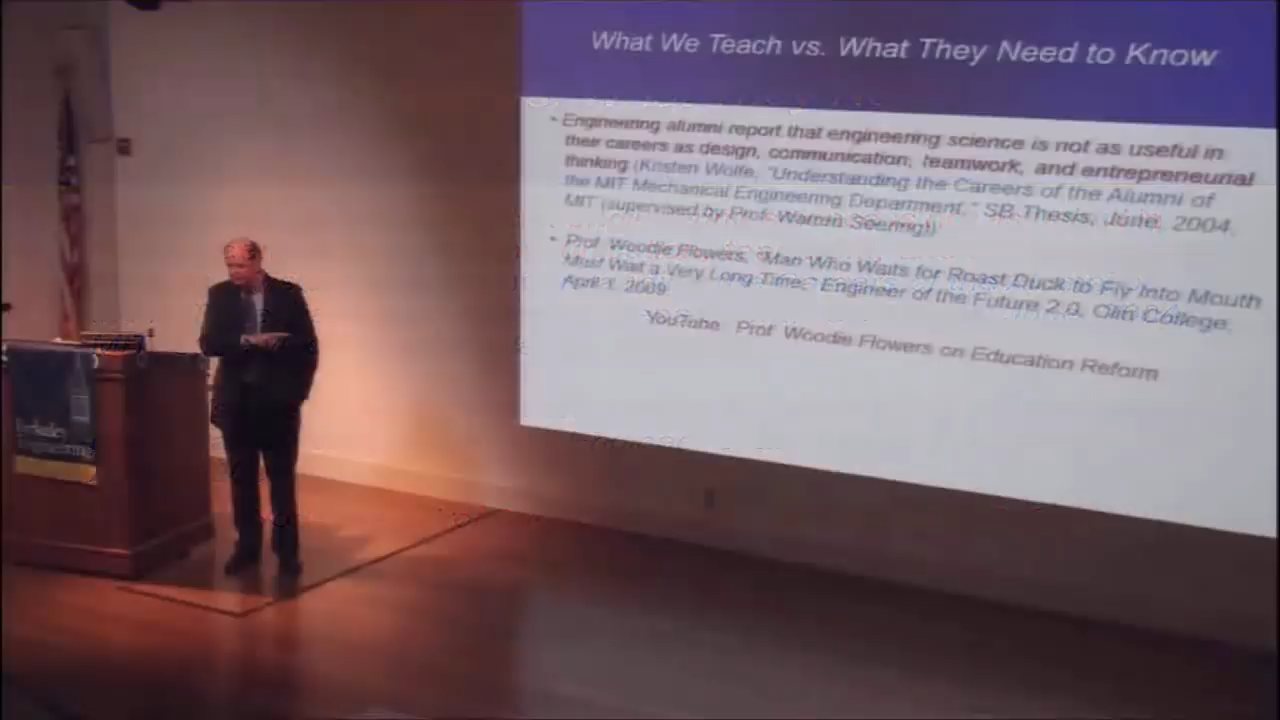 What We Teach vs. What They Need to Know
• Engineering alumni report that engineering science is not as useful in
their careers as design, communication, teamwork, and entrepreneurial
thinking (Kristen Wolfe, "Understanding the Careers of the Alumni of
the MIT Mechanical Engineering Department," SB Thesis, June, 2004,
MIT (supervised by Prof. Warren Seering))
• Prof. Woodie Flowers, "Man Who Waits for Roast Duck to Fly Into Mouth
Must Wait a Very Long Time," Engineer of the Future 2.0, Olin College,
April 1, 2009
YouTube Prof Woodie Flowers on Education Reform